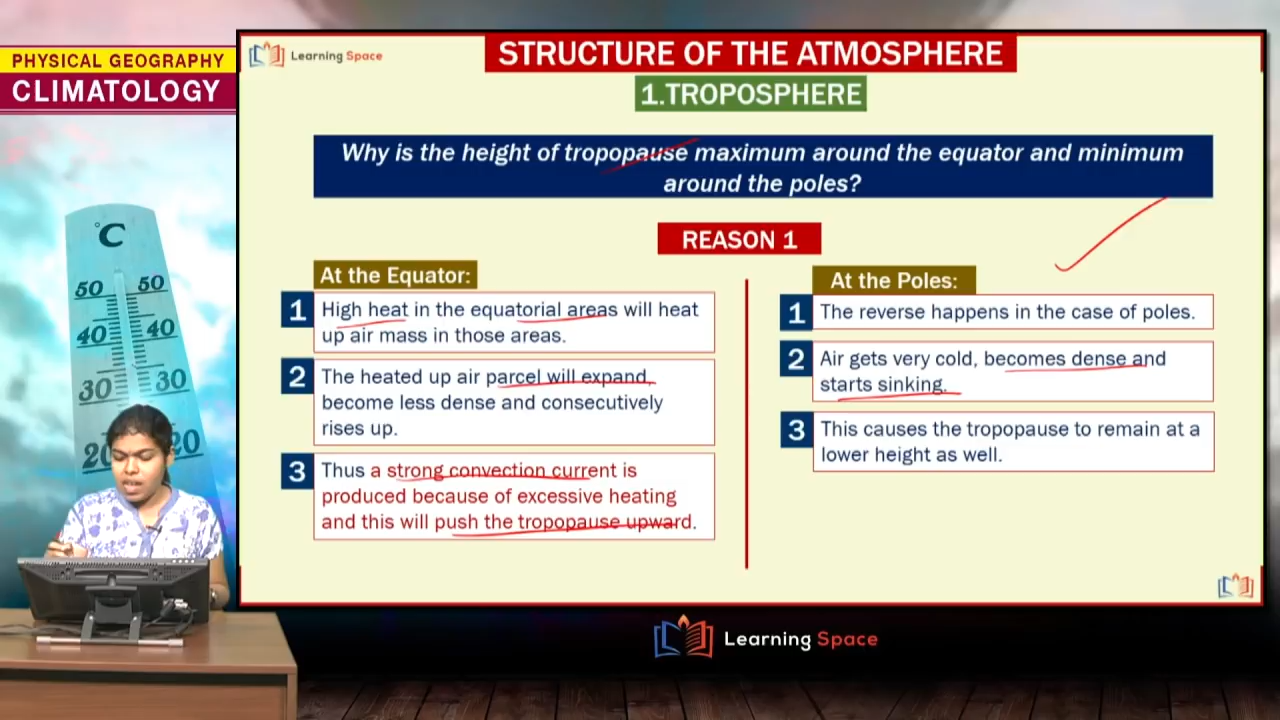 PHYSICAL GEOGRAPHY
CLIMATOLOGY
°C
50 50
40 40
30 30
20 20
Learning Space
STRUCTURE OF THE ATMOSPHERE
1.TROPOSPHERE
Why is the height of tropopause maximum around the equator and minimum
around the poles?
REASON 1
At the Equator:
1 High heat in the equatorial areas will heat
up air mass in those areas.
2 The heated up air parcel will expand,
become less dense and consecutively
rises up.
3 Thus a strong convection current is
produced because of excessive heating
and this will push the tropopause upward.
At the Poles:
1 The reverse happens in the case of poles.
2 Air gets very cold, becomes dense and
starts sinking.
3 This causes the tropopause to remain at a
lower height as well.
Learning Space